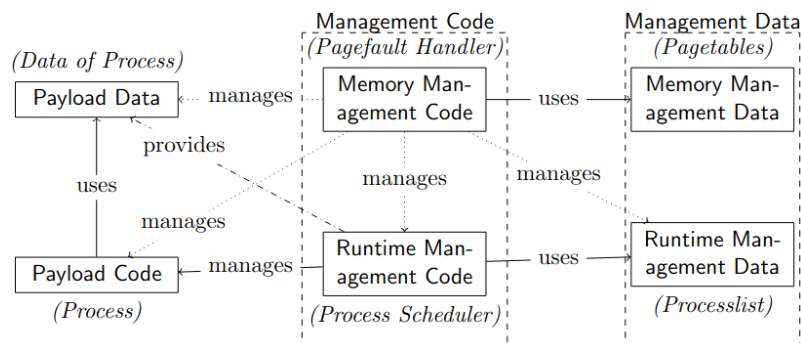 Management Code
Management Data
(Pagefault Handler)
(Pagetables)
(Data of Process)
Payload Data
manages
Memory Man-
agement Code
uses
Memory Man-
agement Data
provides
uses
manages
manages
manages
Payload Code
manages
Runtime Man-
agement Code
uses
Runtime Man-
agement Data
(Process)
(Process Scheduler)
(Processlist)